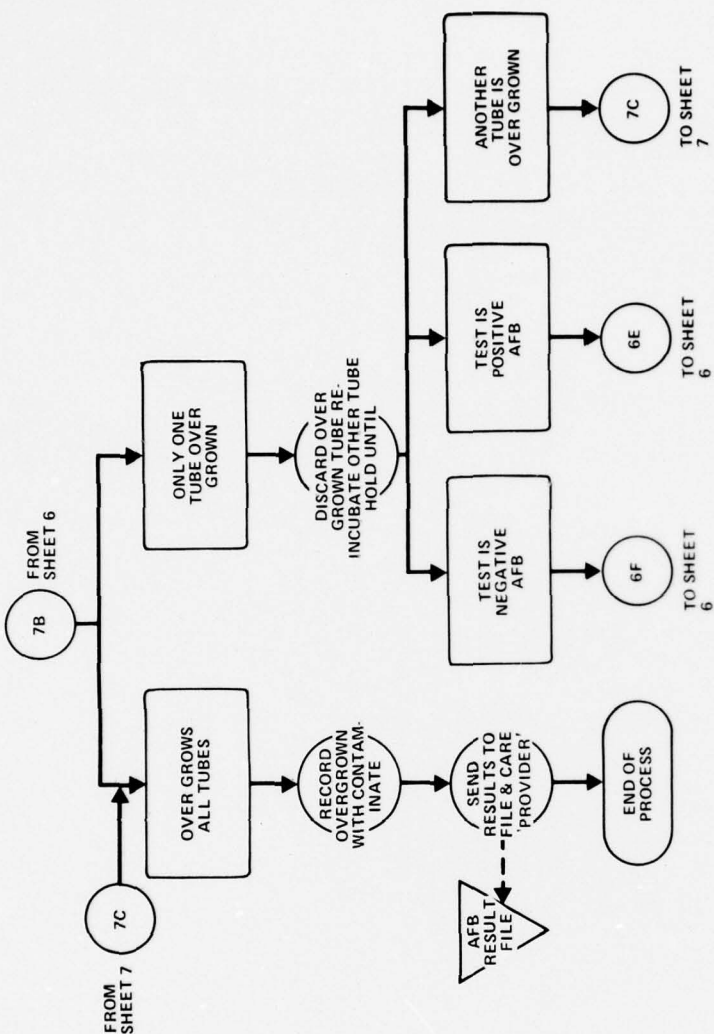 7B
FROM
SHEET 6
FROM
SHEET 7
7C
OVER GROWS
ALL TUBES
RECORD
OVERGROWN
WITH CONTAM-
INATE
SEND
RESULTS TO
FILE & CARE
'PROVIDER'
AFB
RESULT
FILE
END OF
PROCESS
ONLY ONE
TUBE OVER
GROWN
DISCARD OVER
GROWN TUBE RE-
INCUBATE OTHER TUBE
HOLD UNTIL
TEST IS
NEGATIVE
AFB
6F
TO SHEET
6
TEST IS
POSITIVE
AFB
6E
TO SHEET
6
ANOTHER
TUBE IS
OVER GROWN
7C
TO SHEET
7